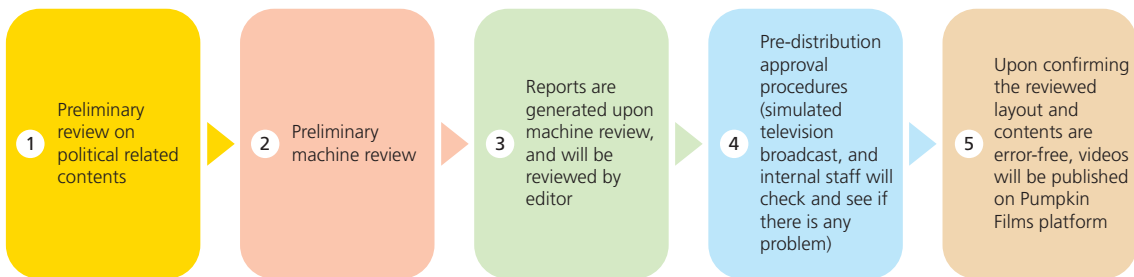 1
Preliminary
review on
political related
contents
2
Preliminary
machine review
3
Reports are
generated upon
machine review,
and will be
reviewed by
editor
4
Pre-distribution
approval
procedures
(simulated
television
broadcast, and
internal staff will
check and see if
there is any
problem)
5
Upon confirming
the reviewed
layout and
contents are
error-free, videos
will be published
on Pumpkin
Films platform